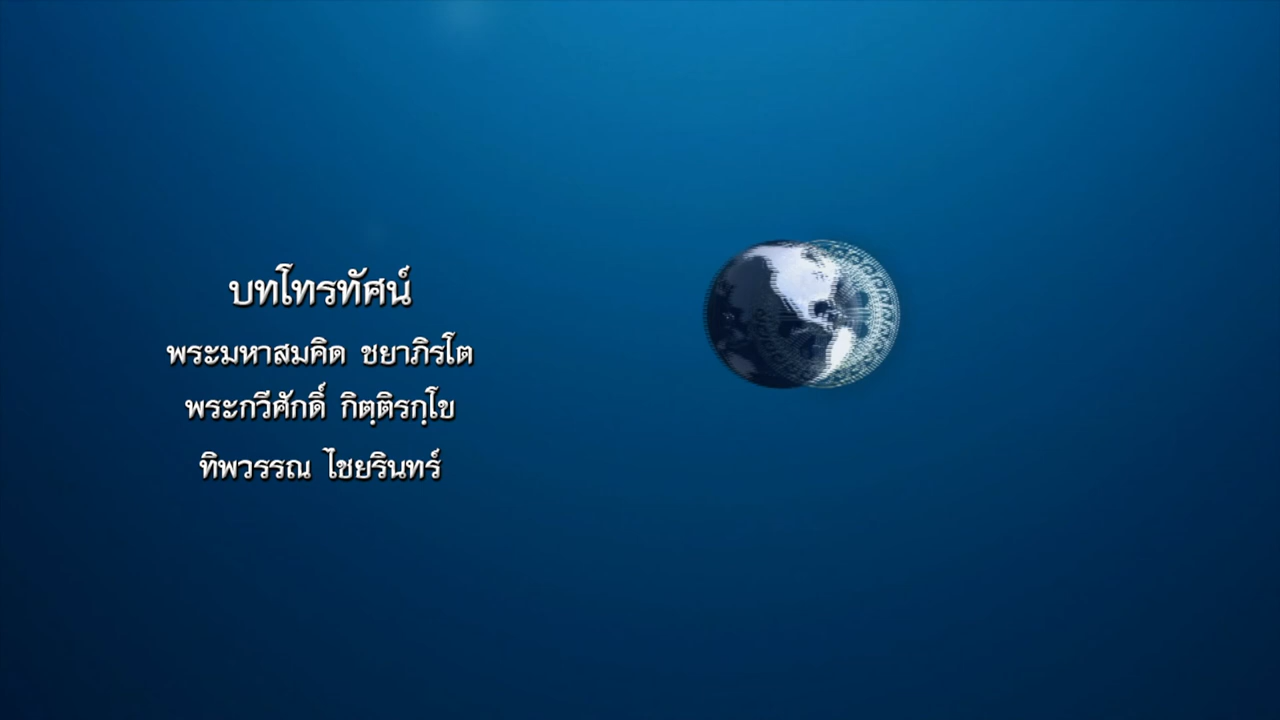 บทโทรทัศน์
พระมหาสมคิด ชยาภิรโต
พระกวีศักดิ์ กิตฺติรกฺโข
ทิพวรรณ ไชยรินทร์